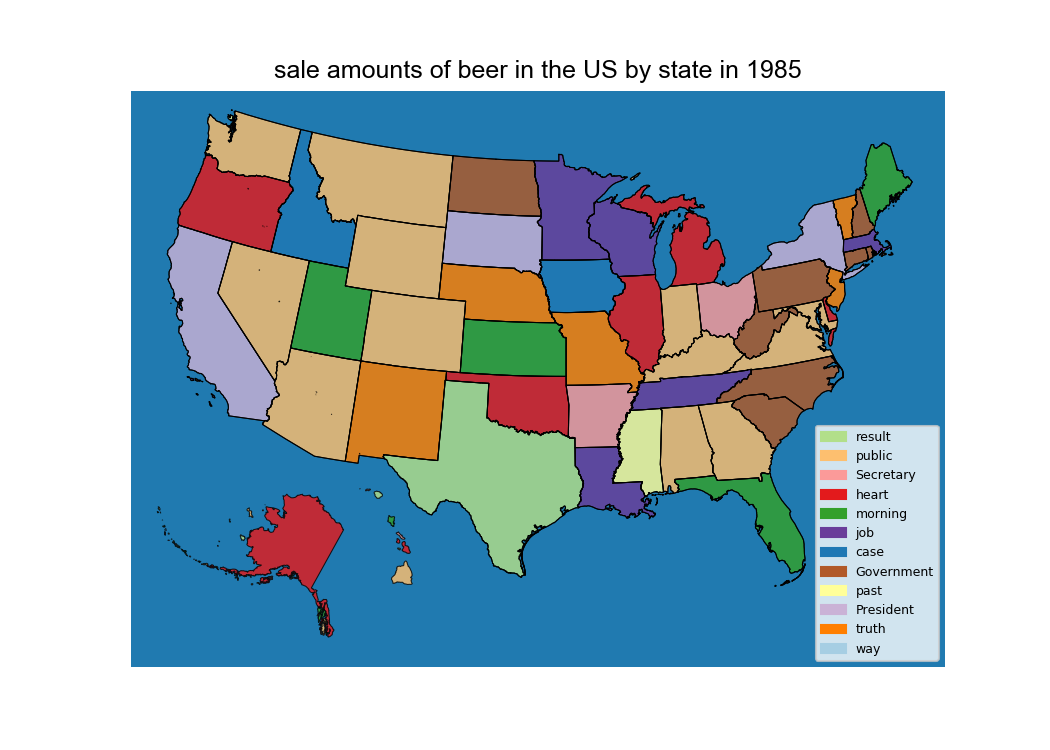 sale amounts of beer in the US by state in 1985
result
public
Secretary
heart
morning
job
case
Government
past
President
truth
way